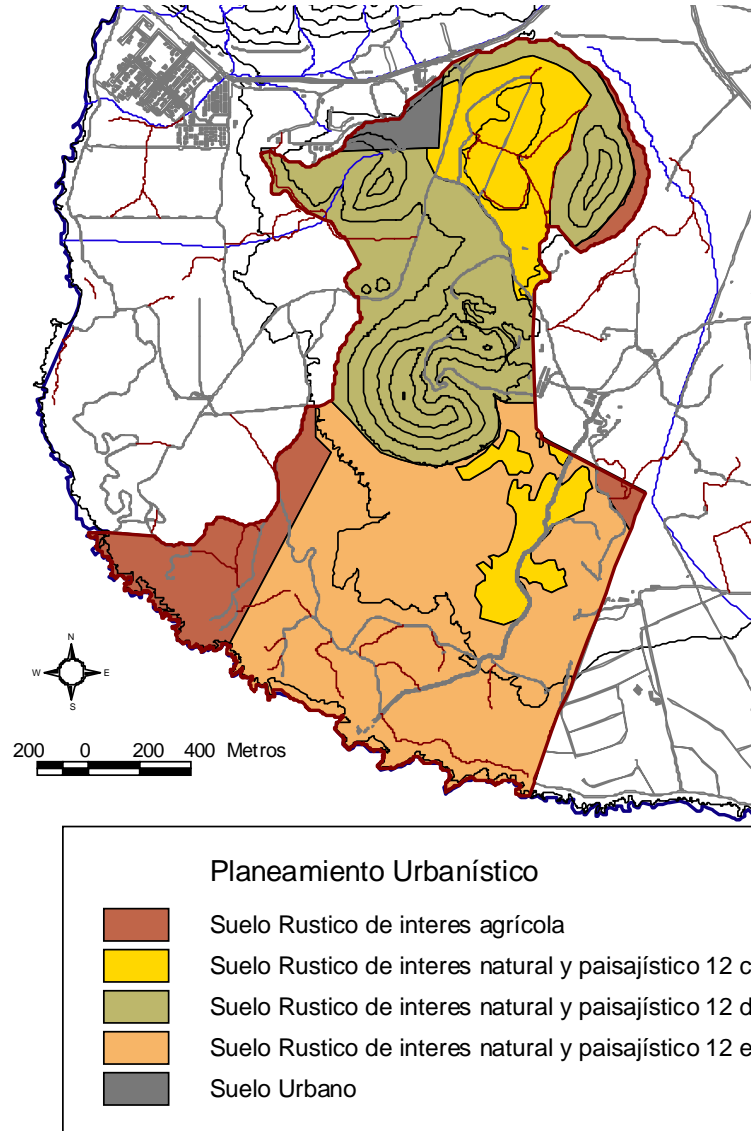 N
W E
S
200 0 200 400 Metros
Planeamiento Urbanístico
Suelo Rustico de interes agrícola
Suelo Rustico de interes natural y paisajístico 12 c
Suelo Rustico de interes natural y paisajístico 12 d
Suelo Rustico de interes natural y paisajístico 12 e
Suelo Urbano